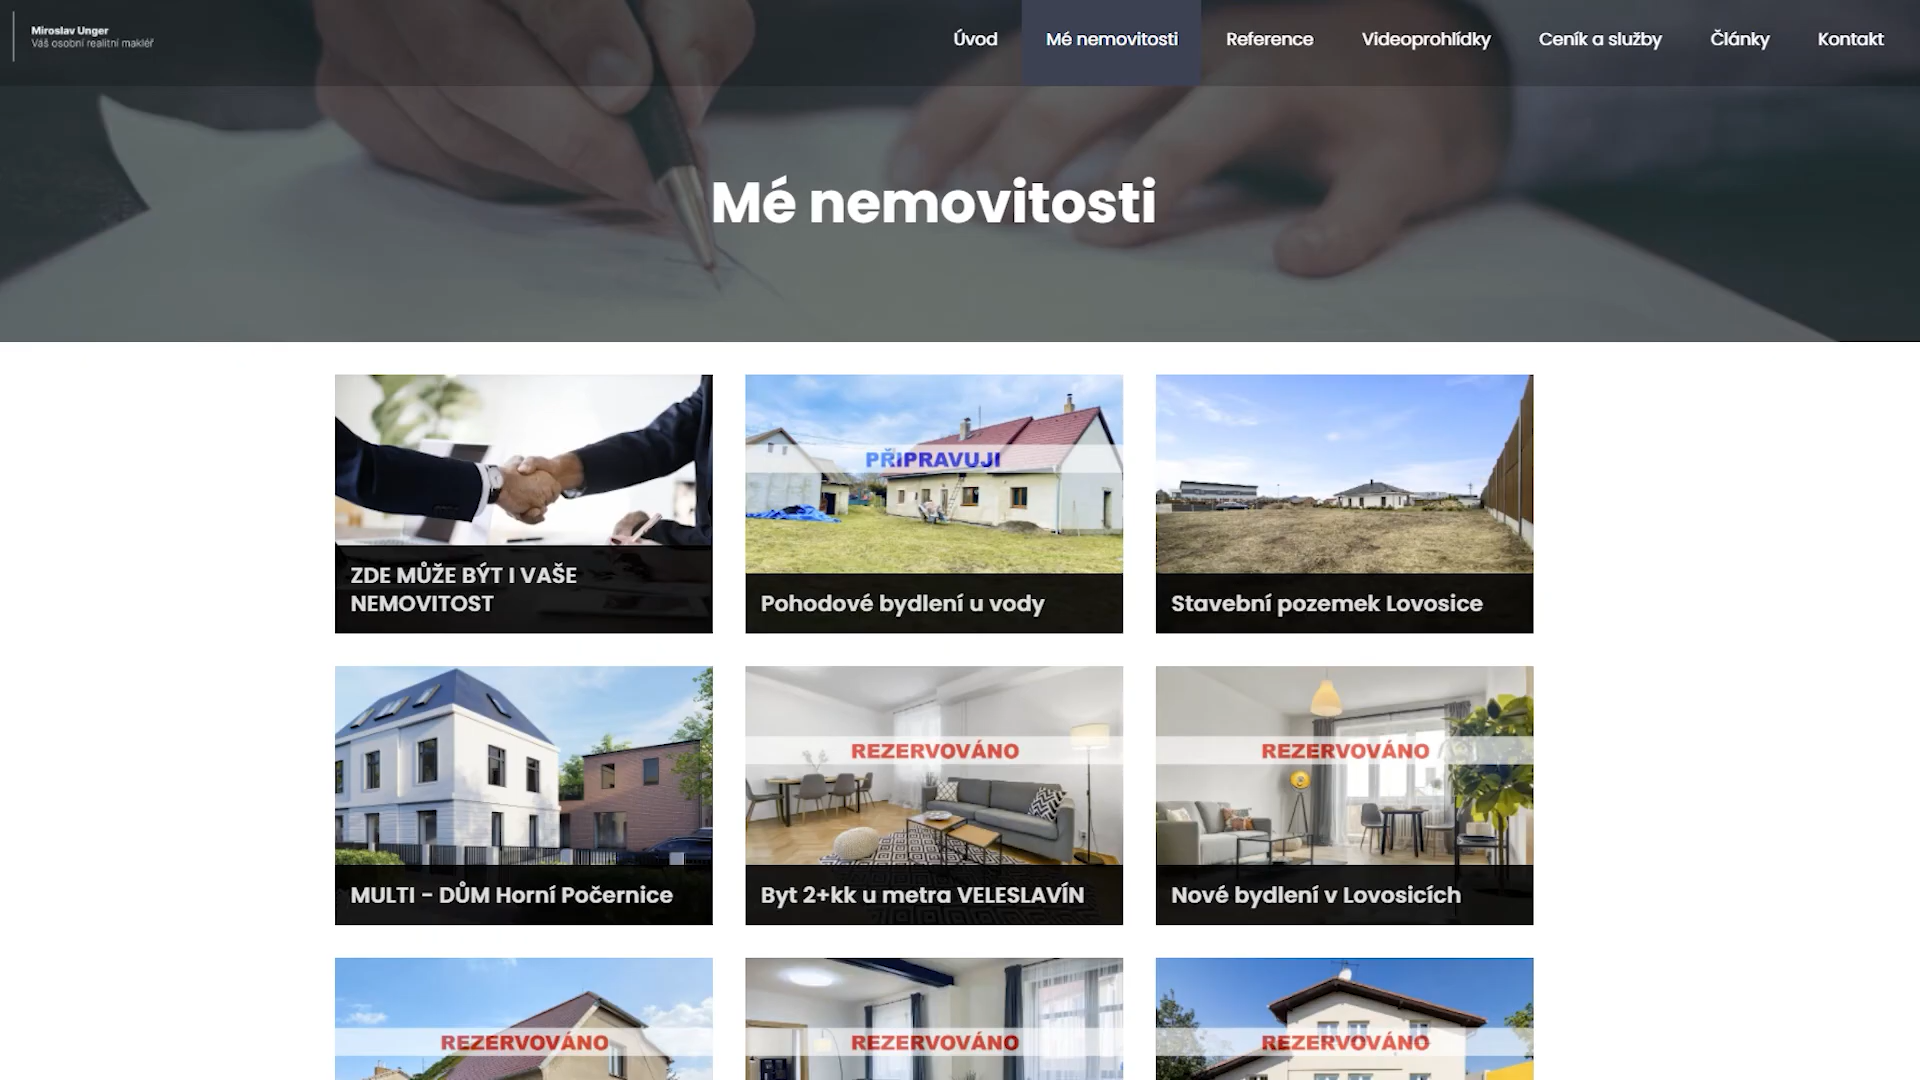 Miroslav Unger
Váš osobní realitní makléř
Úvod
Mé nemovitosti
Reference
Videoprohlídky
Ceník a služby
Články
Kontakt
Mé nemovitosti
ZDE MŮŽE BÝT I VAŠE
NEMOVITOST
PŘIPRAVUJI
Pohodové bydlení u vody
Stavební pozemek Lovosice
MULTI - DŮM Horní Počernice
REZERVOVÁNO
Byt 2+kk u metra VELESLAVÍN
REZERVOVÁNO
Nové bydlení v Lovosicích
REZERVOVÁNO
REZERVOVÁNO
REZERVOVÁNO